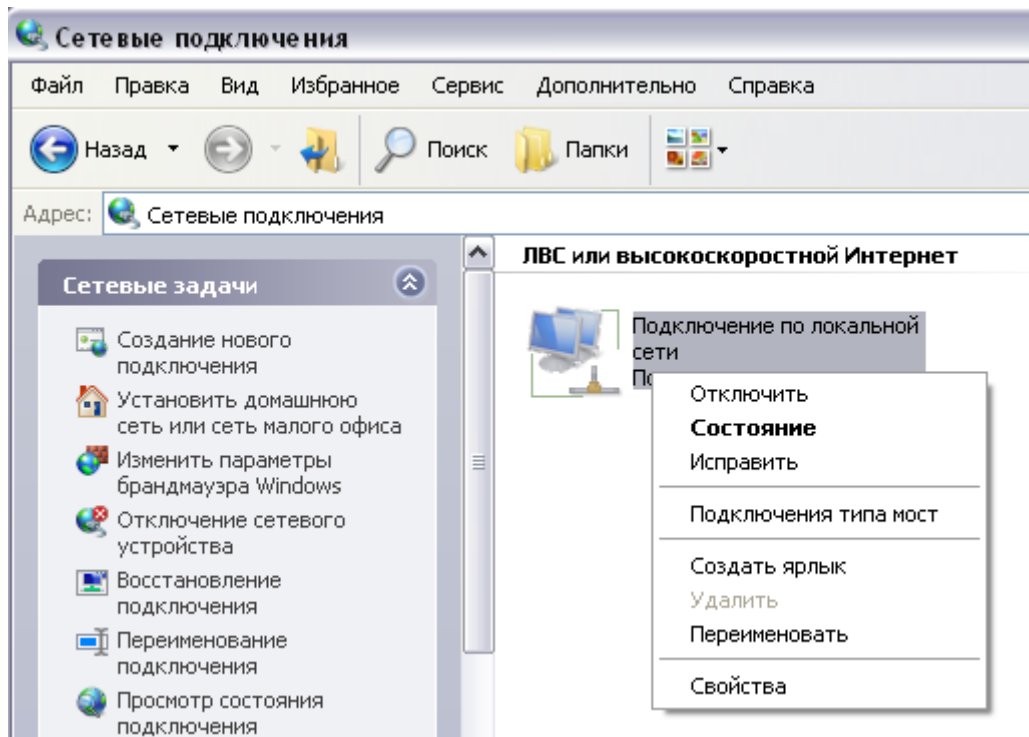 Сетевые подключения
Файл Правка Вид Избранное Сервис Дополнительно Справка
Назад Поиск Папки
Адрес: Сетевые подключения
Сетевые задачи
Создание нового
подключения
Установить домашнюю
сеть или сеть малого офиса
Изменить параметры
брандмауэра Windows
Отключение сетевого
устройства
Восстановление
подключения
Переименование
подключения
Просмотр состояния
подключения
ЛВС или высокоскоростной Интернет
Подключение по локальной
сети
Отключить
Состояние
Исправить
Подключения типа мост
Создать ярлык
Удалить
Переименовать
Свойства